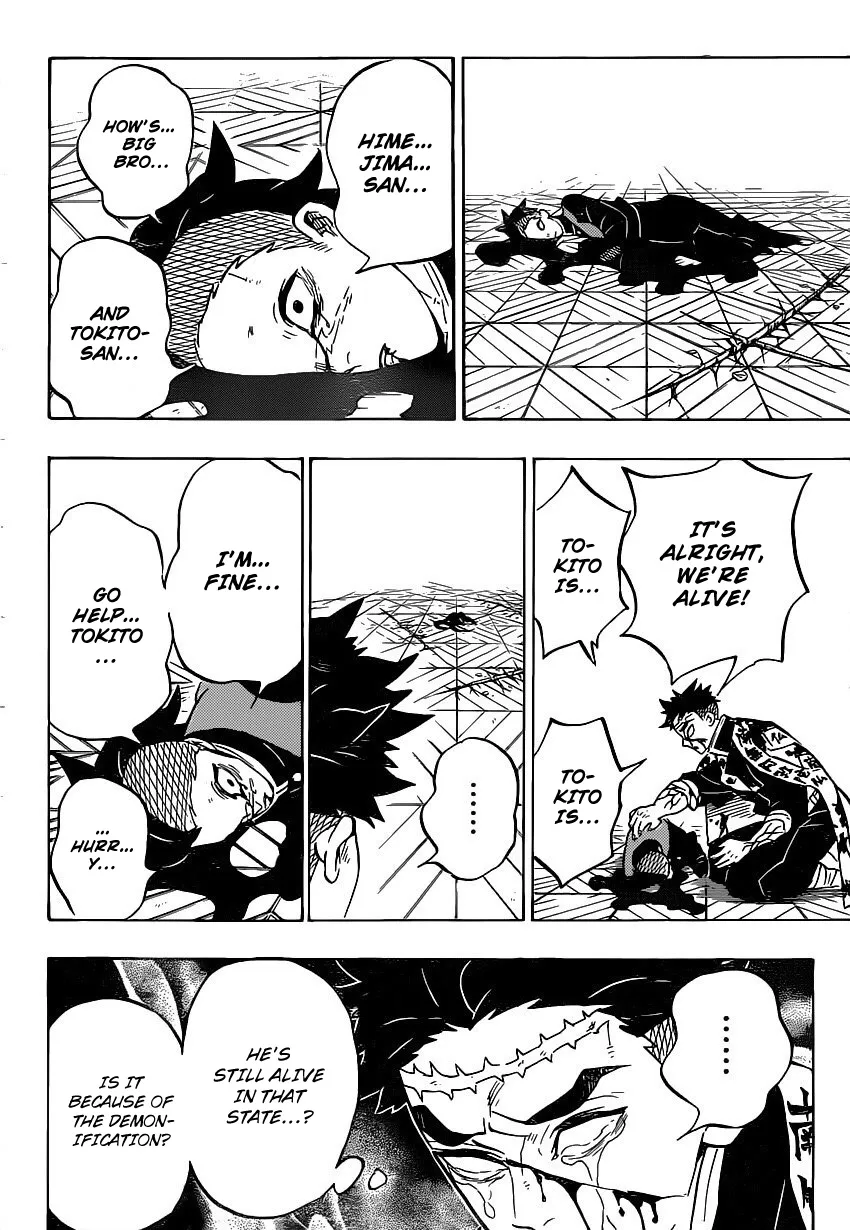 HIME...
JIMA...
SAN...
HOW'S...
BIG
BRO...
AND
TOKITO-
SAN...
IT'S
ALRIGHT,
WE'RE
ALIVE!
TO-
KITO
IS...
TO-
KITO
IS...
......
I'M...
FINE...
GO
HELP...
TOKITO
...
...
HURR...
Y...
......
HE'S
STILL ALIVE
IN THAT
STATE...?
IS IT
BECAUSE OF
THE DEMON-
IFICATION?